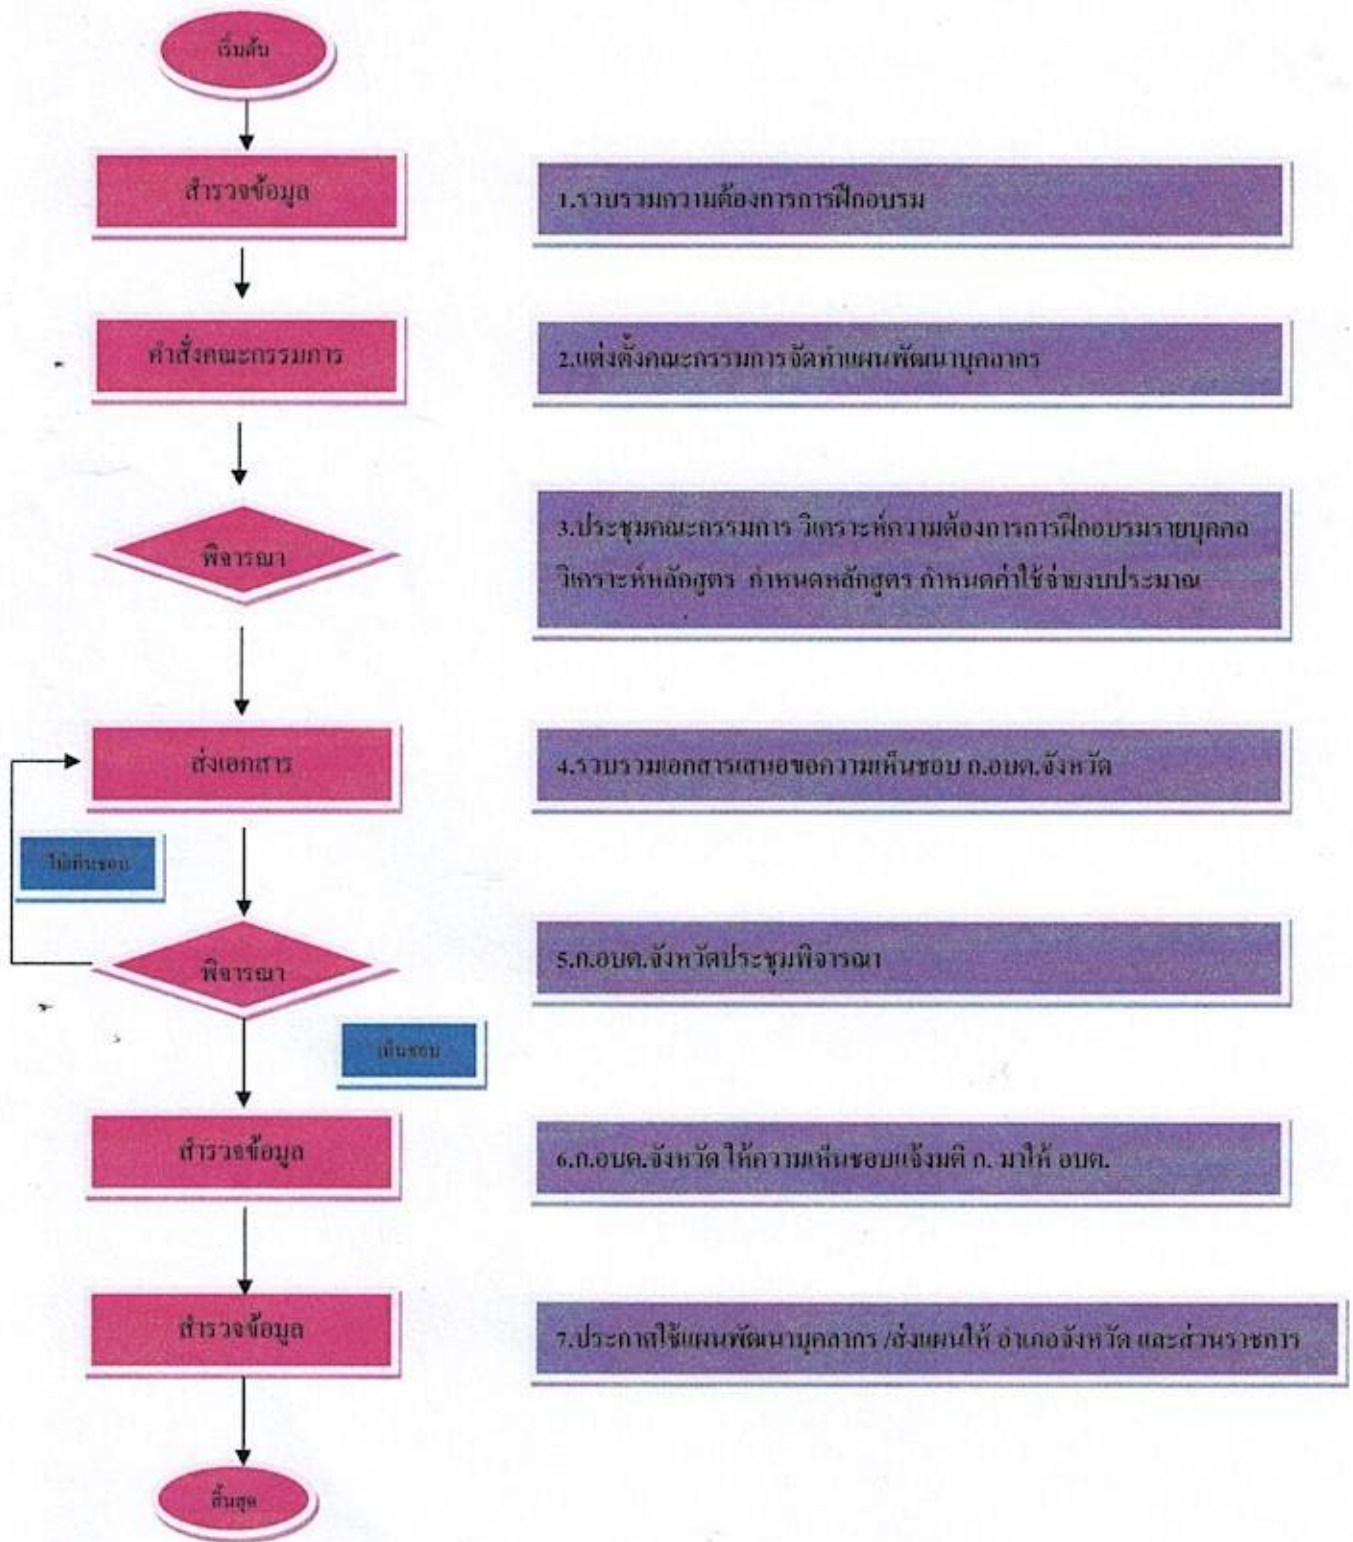 เริ่มต้น
สำรวจข้อมูล
1.รวบรวมความต้องการการฝึกอบรม
คำสั่งคณะกรรมการ
2.แต่งตั้งคณะกรรมการจัดทำแผนพัฒนาบุคลากร
พิจารณา
3.ประชุมคณะกรรมการ วิเคราะห์ความต้องการการฝึกอบรมรายบุคคล
วิเคราะห์หลักสูตร กำหนดหลักสูตร กำหนดค่าใช้จ่ายงบประมาณ
ส่งเอกสาร
4.รวบรวมเอกสารเสนอขอความเห็นชอบ ก.อบต.จังหวัด
ไม่เห็นชอบ
พิจารณา
5.ก.อบต.จังหวัดประชุมพิจารณา
เห็นชอบ
สำรวจข้อมูล
6.ก.อบต.จังหวัด ให้ความเห็นชอบแจ้งมติ ก. มาให้ อบต.
สำรวจข้อมูล
7.ประกาศใช้แผนพัฒนาบุคลากร /ส่งแผนให้ อำเภอจังหวัด และส่วนราชการ
สิ้นสุด